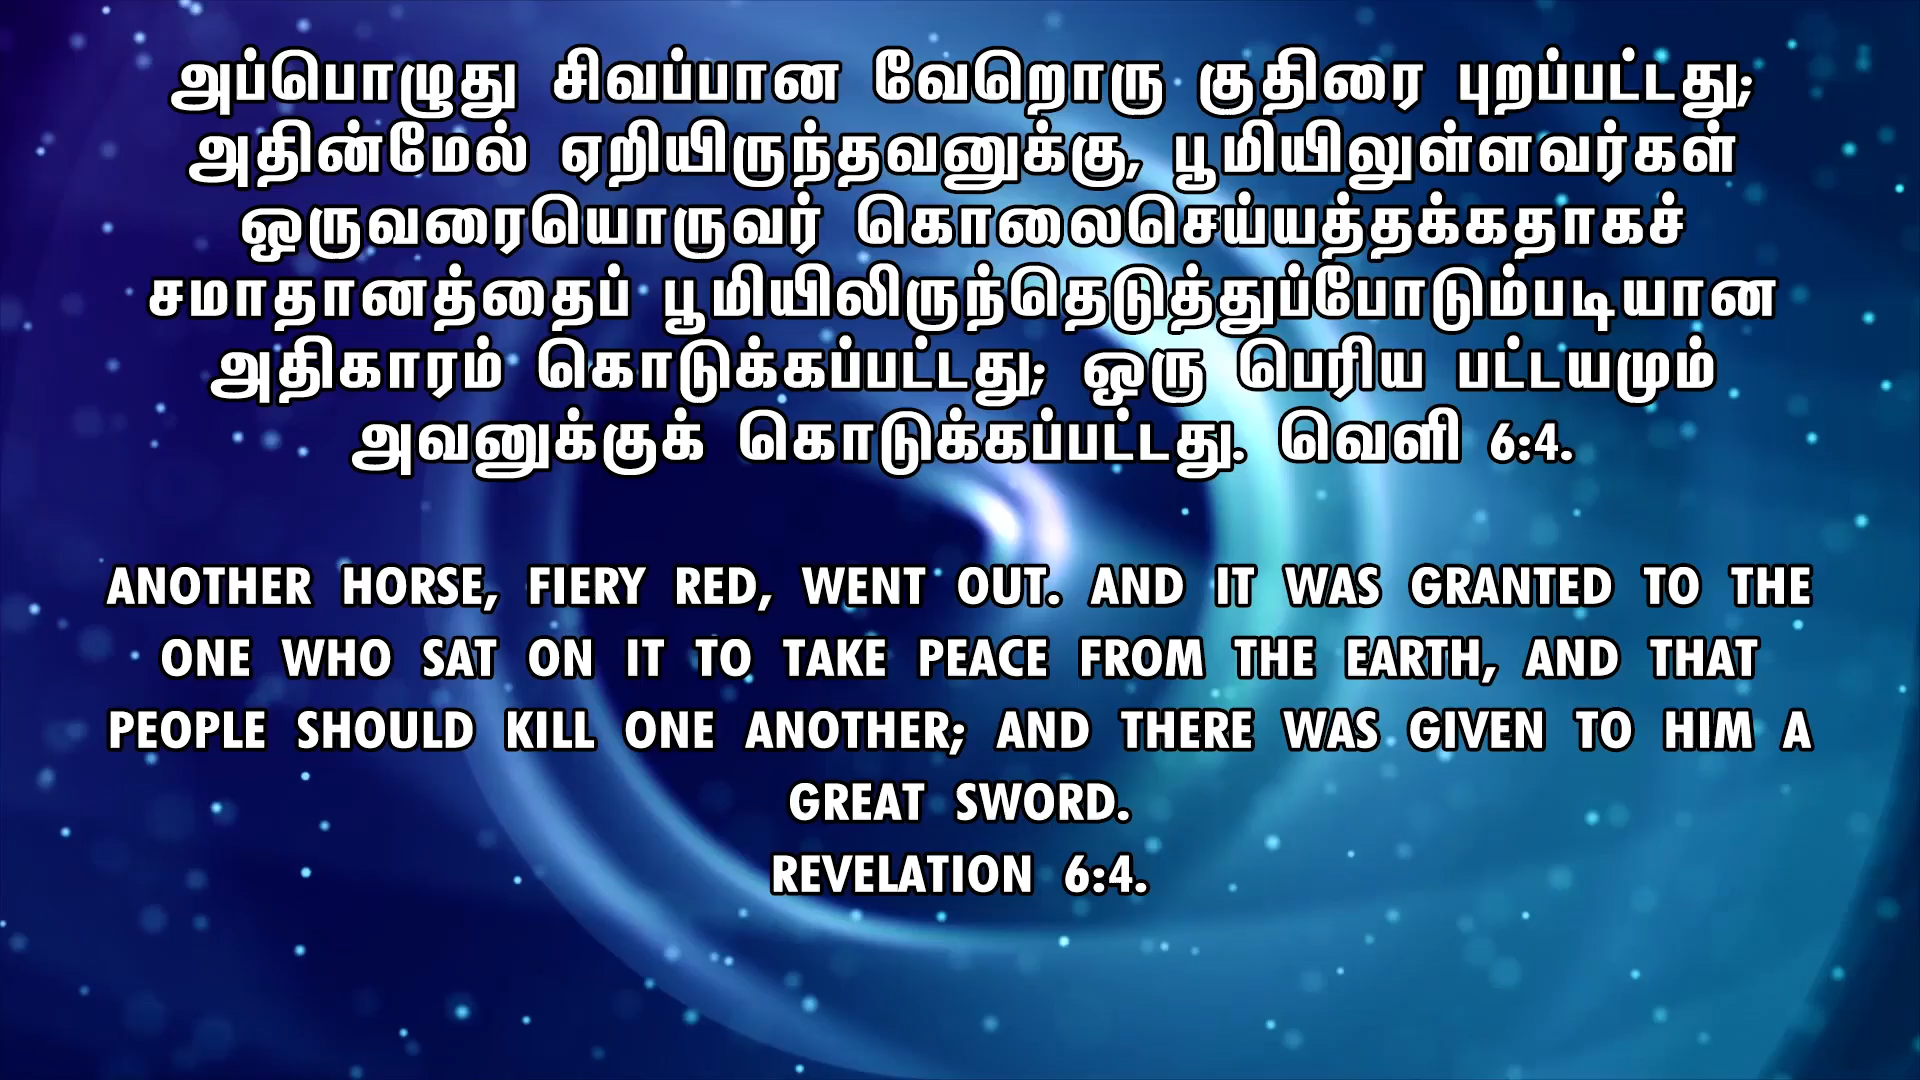 அப்பொழுது சிவப்பான வேறொரு குதிரை புறப்பட்டது;
அதின்மேல் ஏறியிருந்தவனுக்கு, பூமியிலுள்ளவர்கள்
ஒருவரையொருவர் கொலைசெய்யத்தக்கதாகச்
சமாதானத்தைப் பூமியிலிருந்தெடுத்துப்போடும்படியான
அதிகாரம் கொடுக்கப்பட்டது; ஒரு பெரிய பட்டயமும்
அவனுக்குக் கொடுக்கப்பட்டது. வெளி 6:4.
ANOTHER HORSE, FIERY RED, WENT OUT. AND IT WAS GRANTED TO THE
ONE WHO SAT ON IT TO TAKE PEACE FROM THE EARTH, AND THAT
PEOPLE SHOULD KILL ONE ANOTHER; AND THERE WAS GIVEN TO HIM A
GREAT SWORD.
REVELATION 6:4.